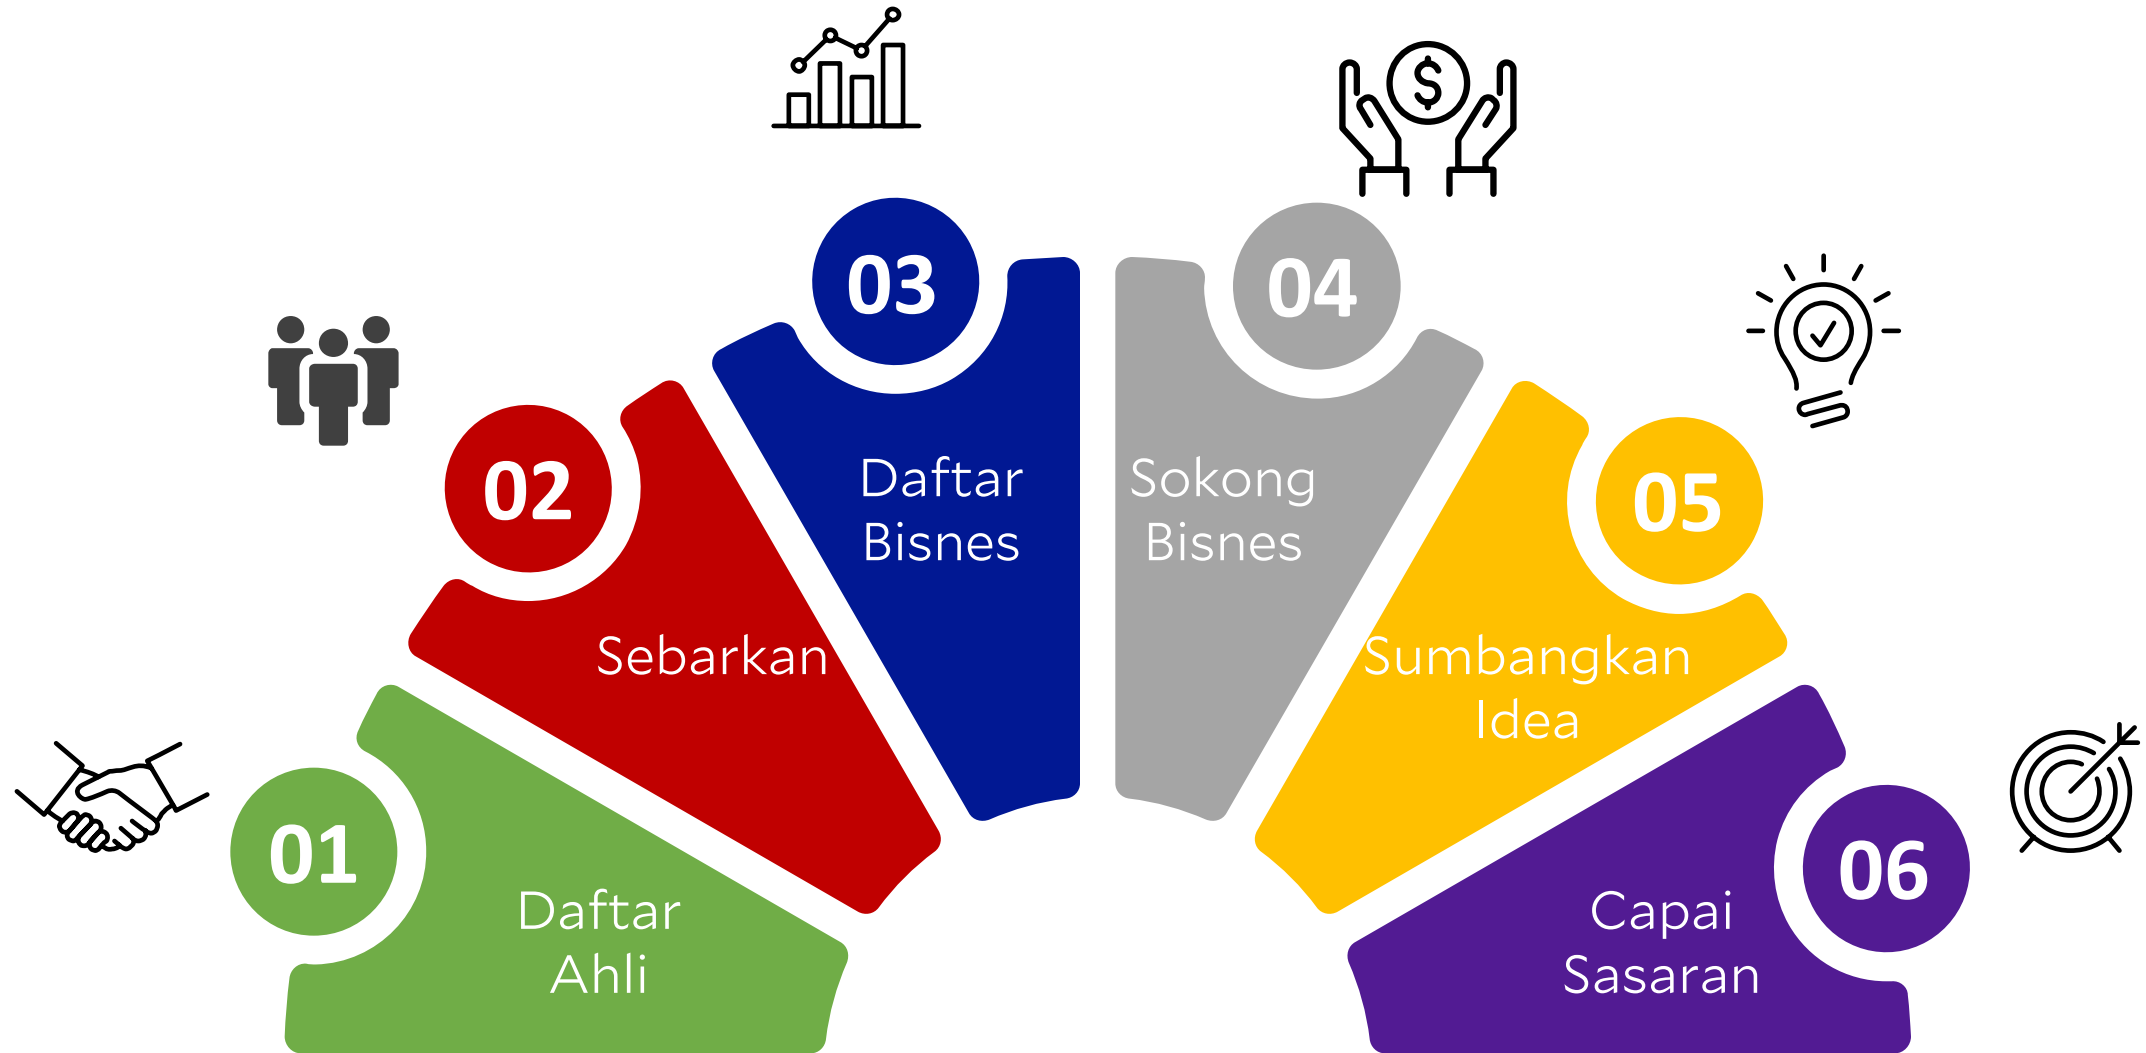 01
Daftar
Ahli
02
Sebarkan
03
Daftar
Bisnes
04
Sokong
Bisnes
05
Sumbangkan
Idea
06
Capai
Sasaran
$